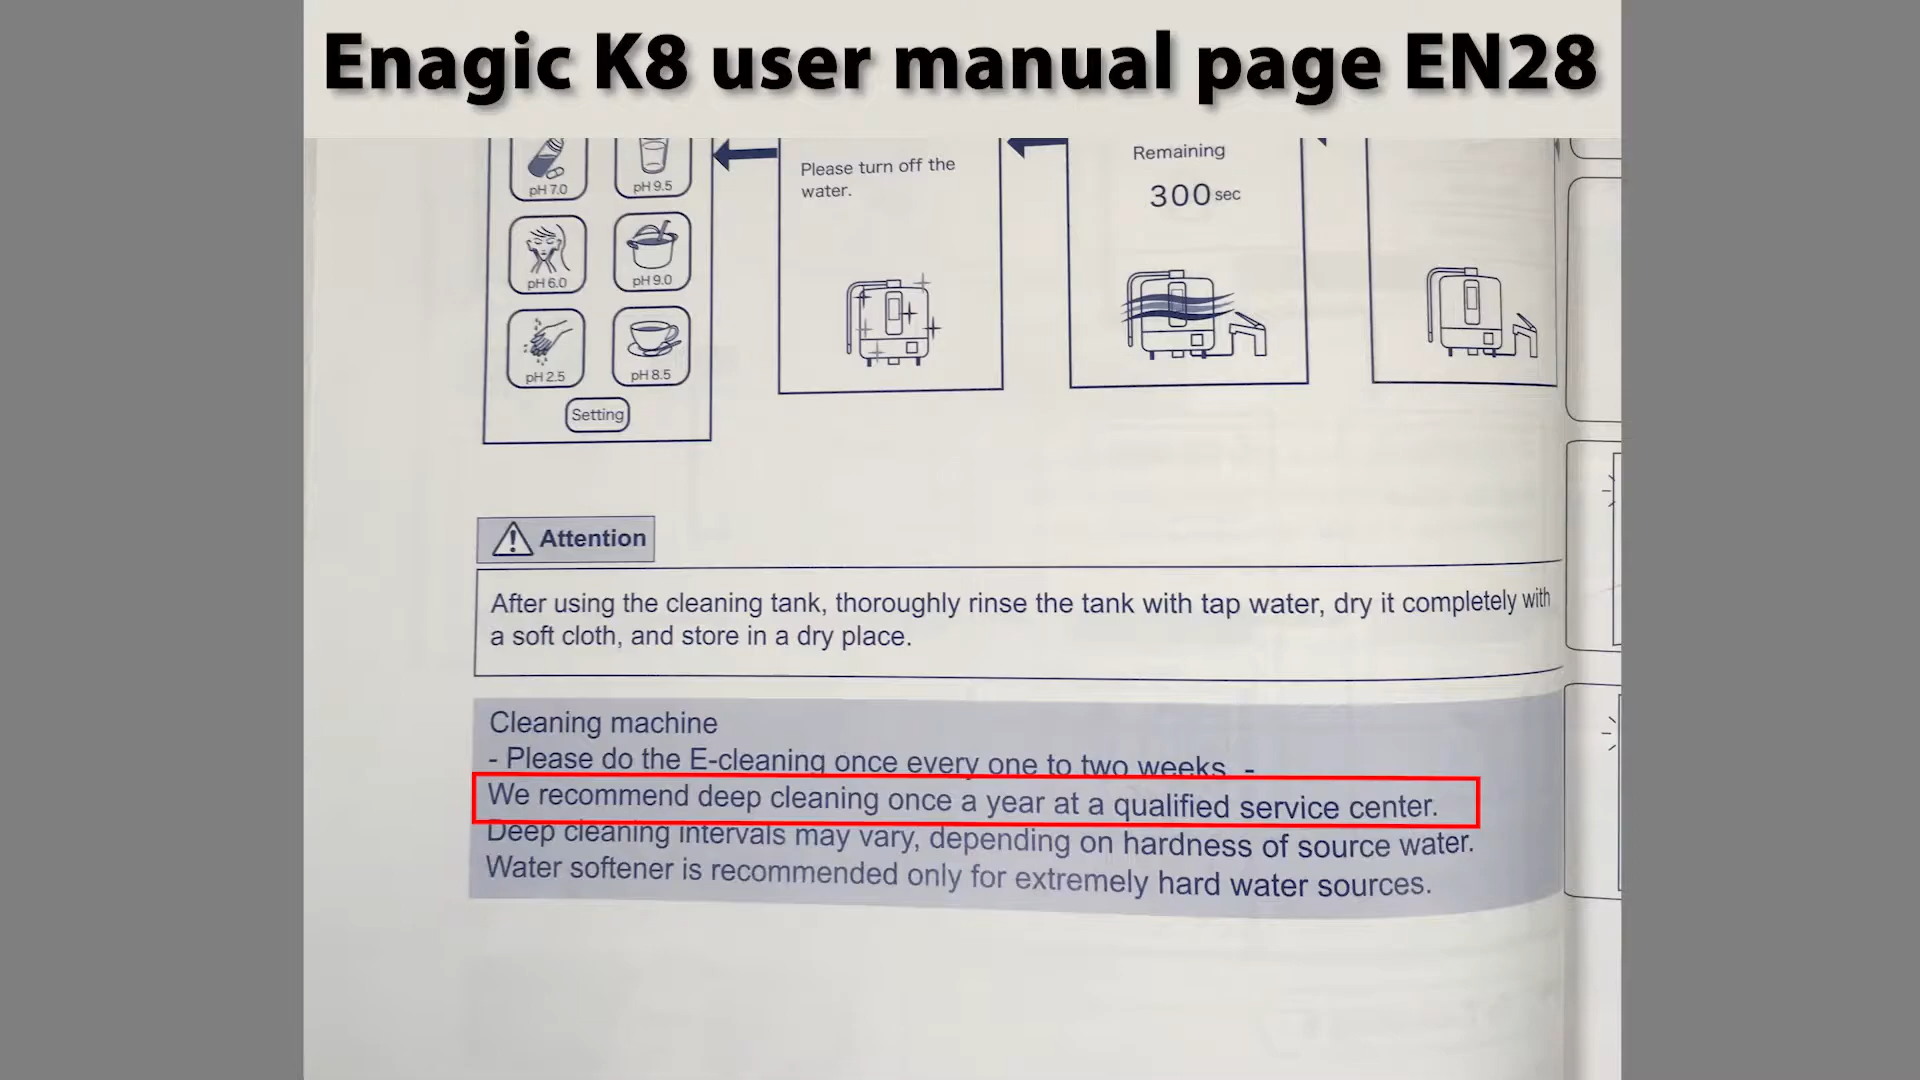 Enagic K8 user manual page EN28
pH 7.0
pH 9.5
Please turn off the
water.
Remaining
300 sec
pH 6.0
pH 9.0
pH 2.5
pH 8.5
Setting
Attention
After using the cleaning tank, thoroughly rinse the tank with tap water, dry it completely with
a soft cloth, and store in a dry place.
Cleaning machine
- Please do the E-cleaning once every one to two weeks. -
We recommend deep cleaning once a year at a qualified service center.
Deep cleaning intervals may vary, depending on hardness of source water.
Water softener is recommended only for extremely hard water sources.